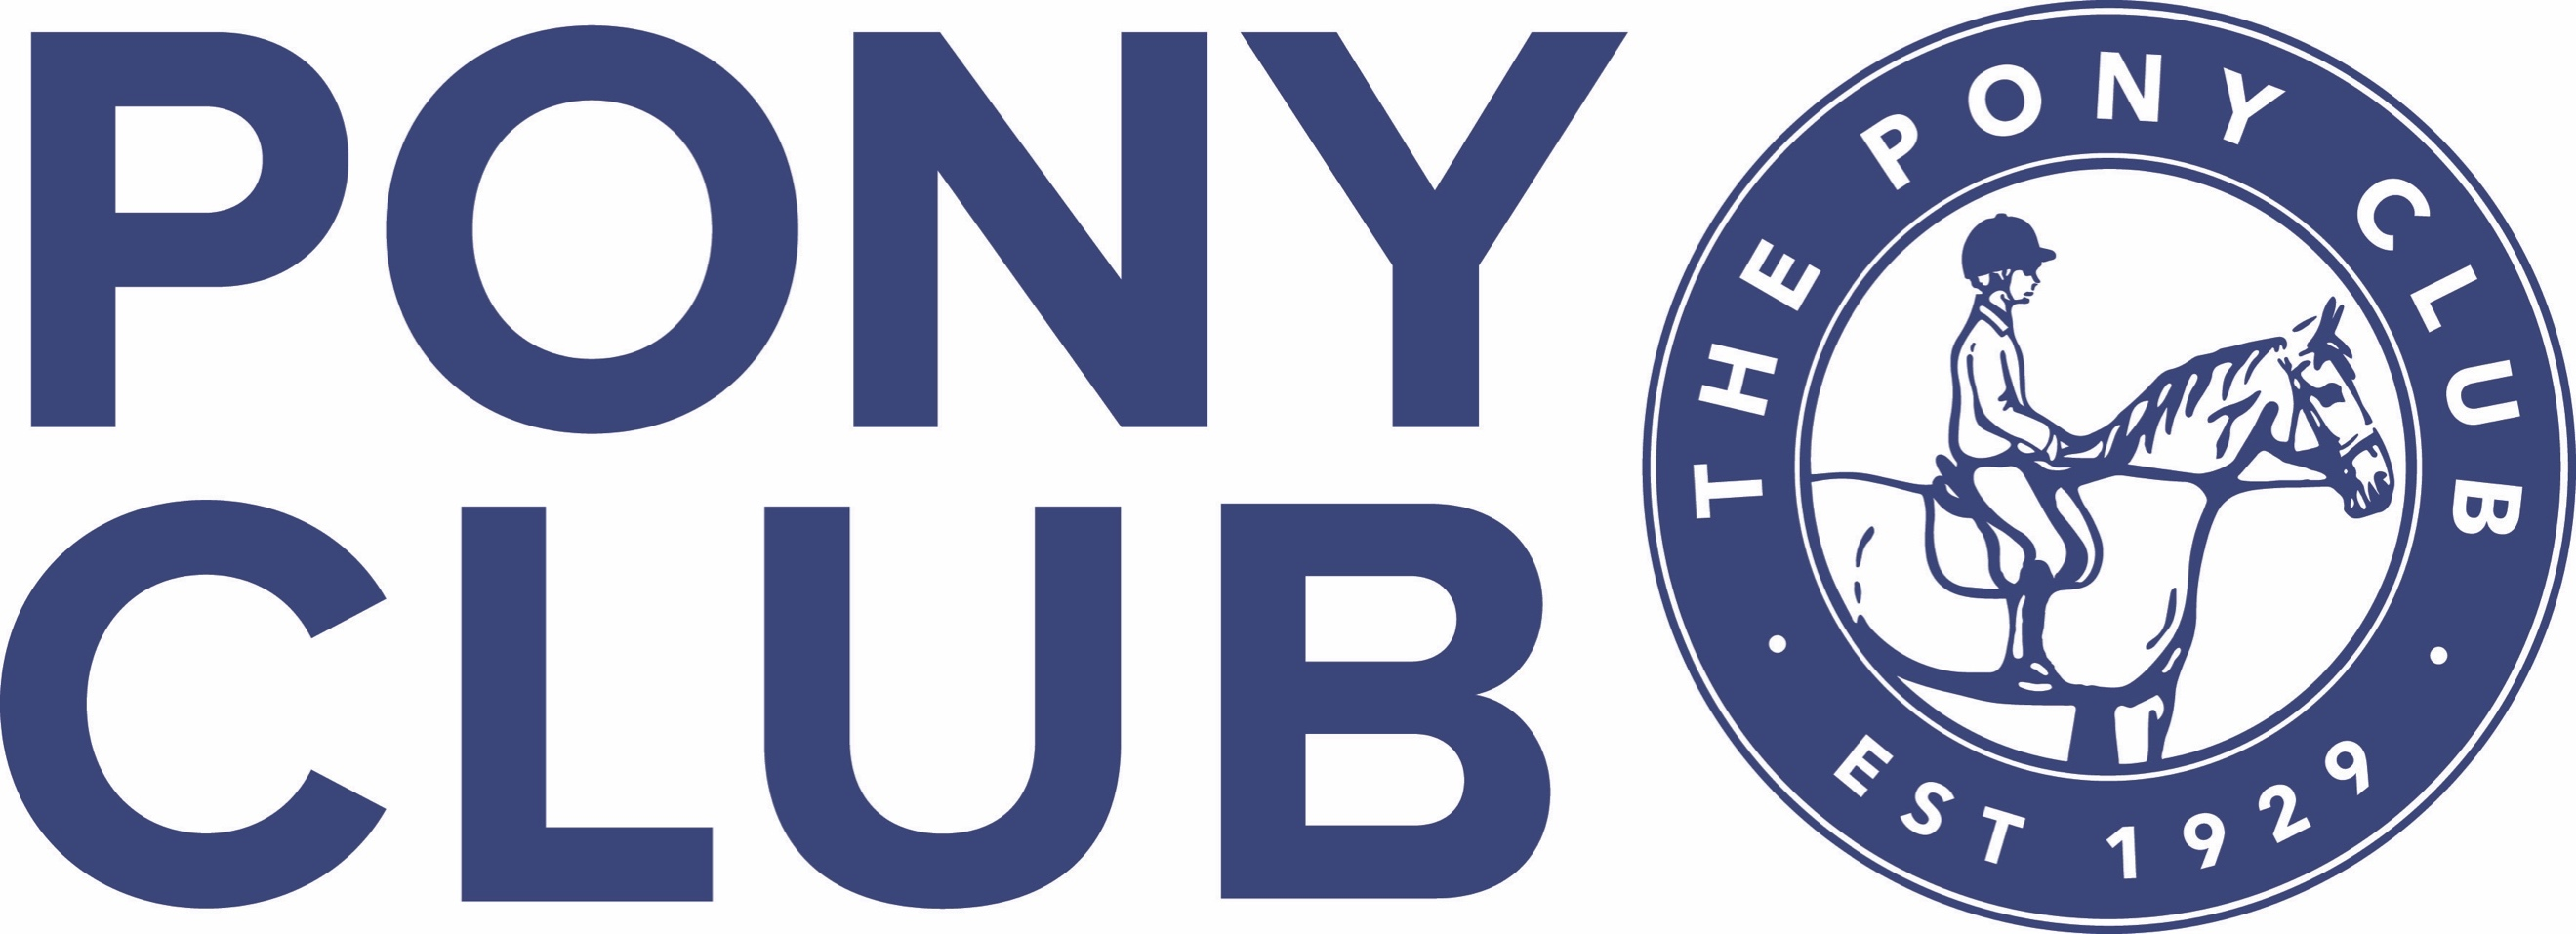 PONY
CLUB
THE PONY CLUB
· EST 1929 ·